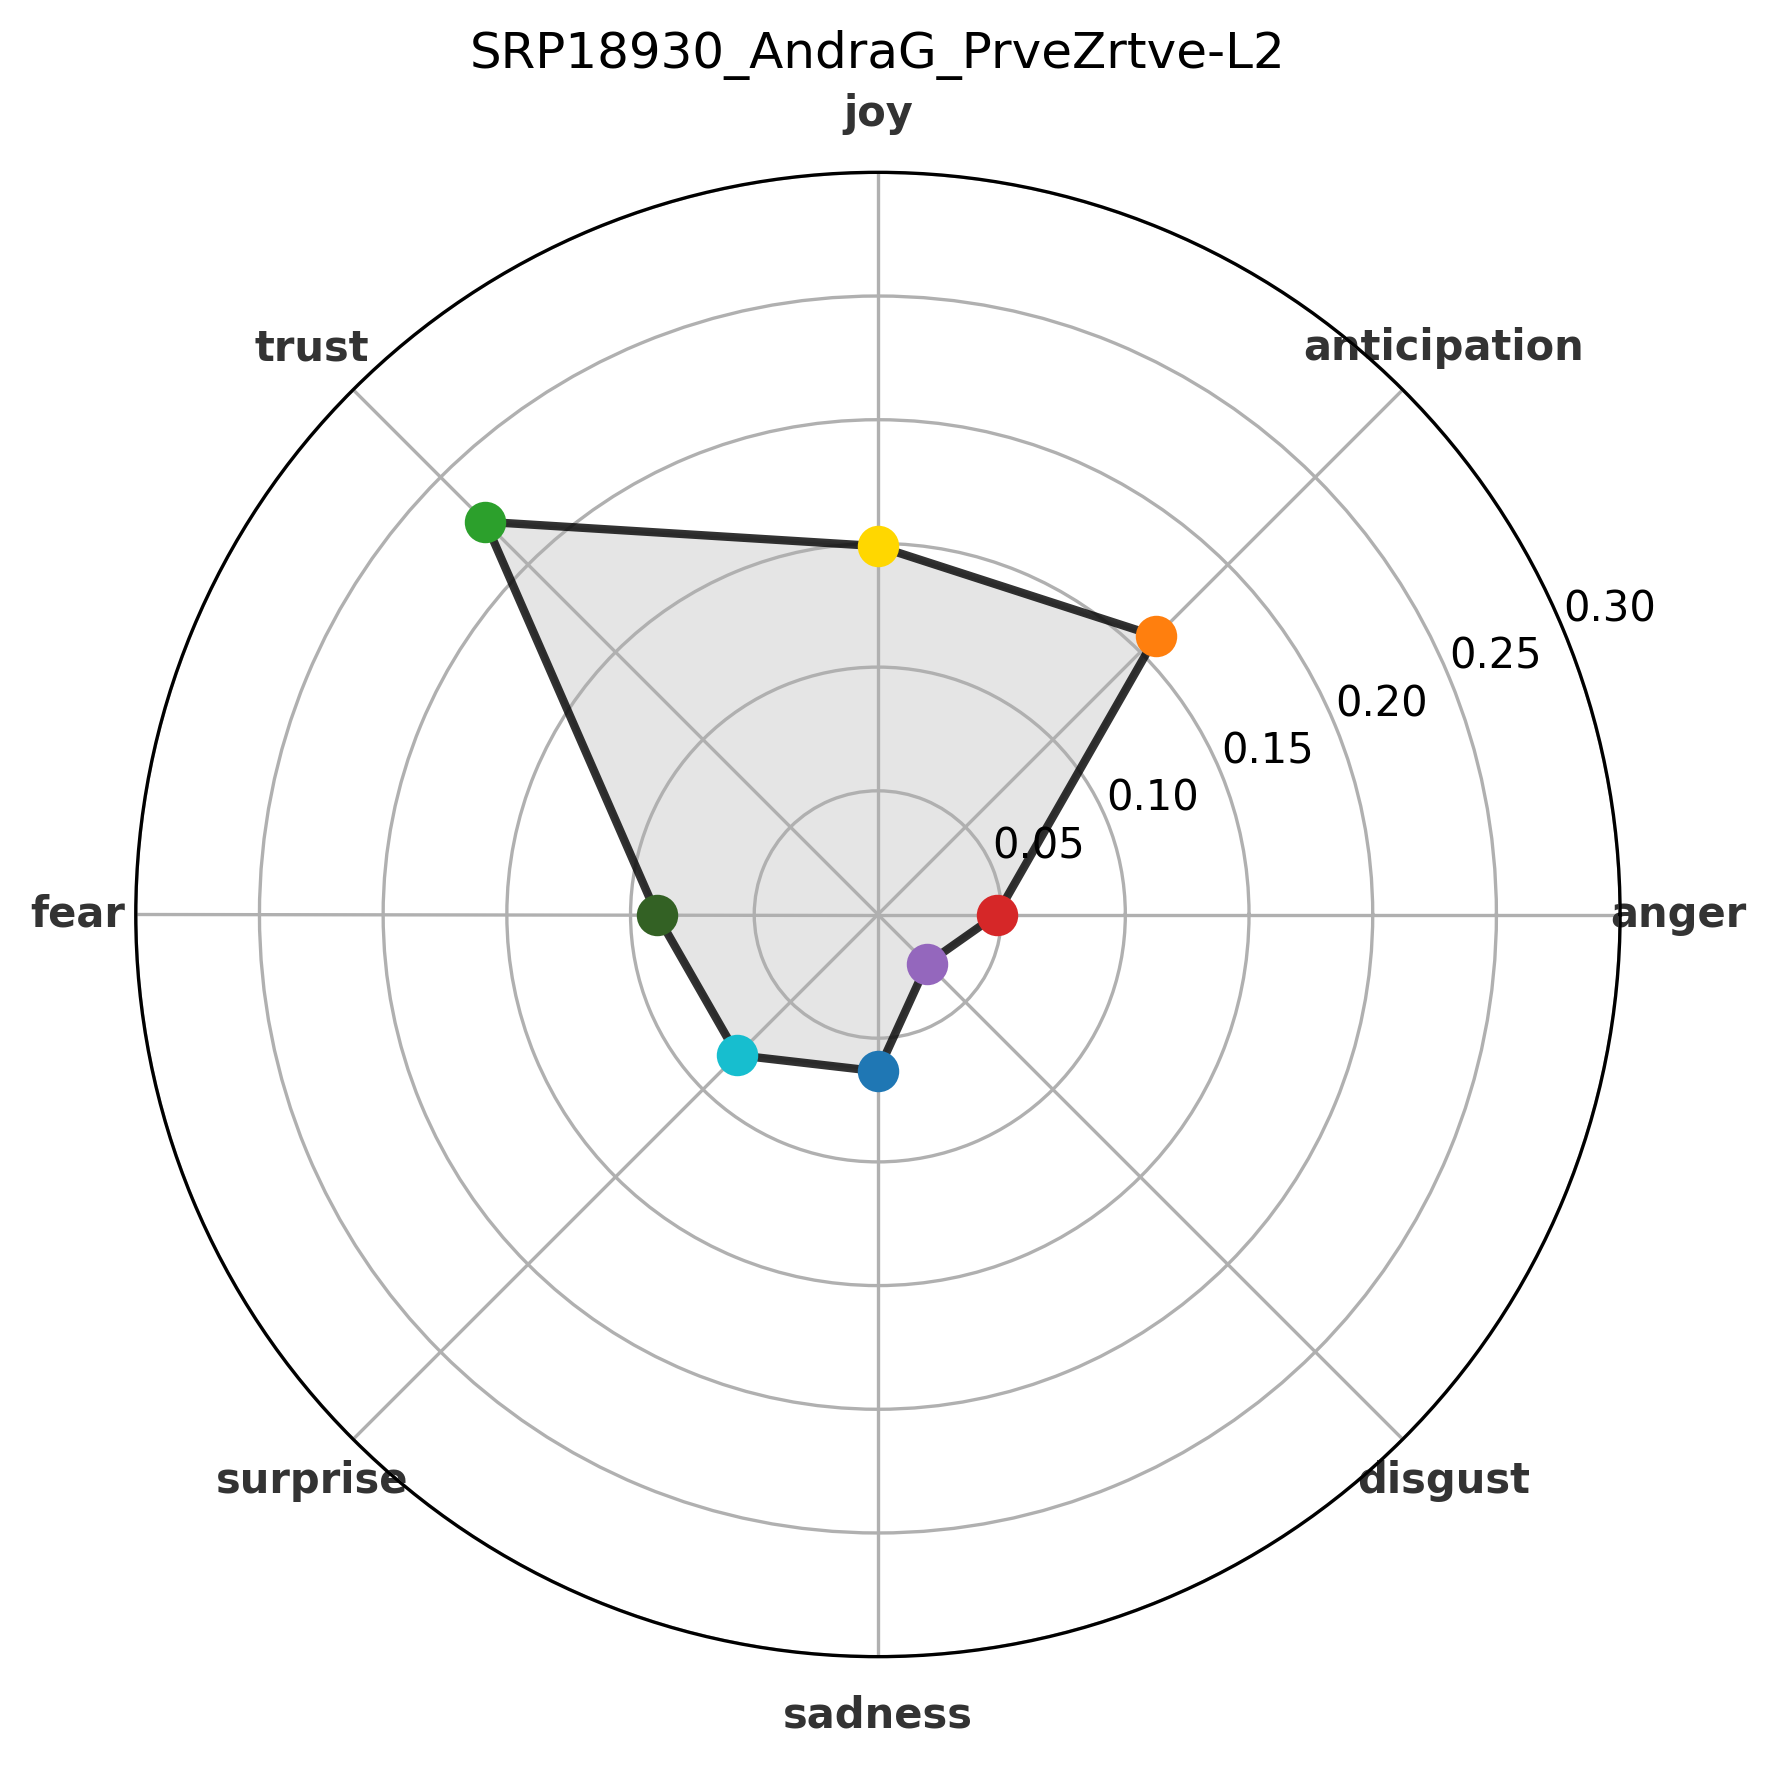 SRP18930_AndraG_PrveZrtve-L2
joy
trust
anticipation
0.30
0.25
0.20
0.15
0.10
0.05
fear
anger
surprise
disgust
sadness